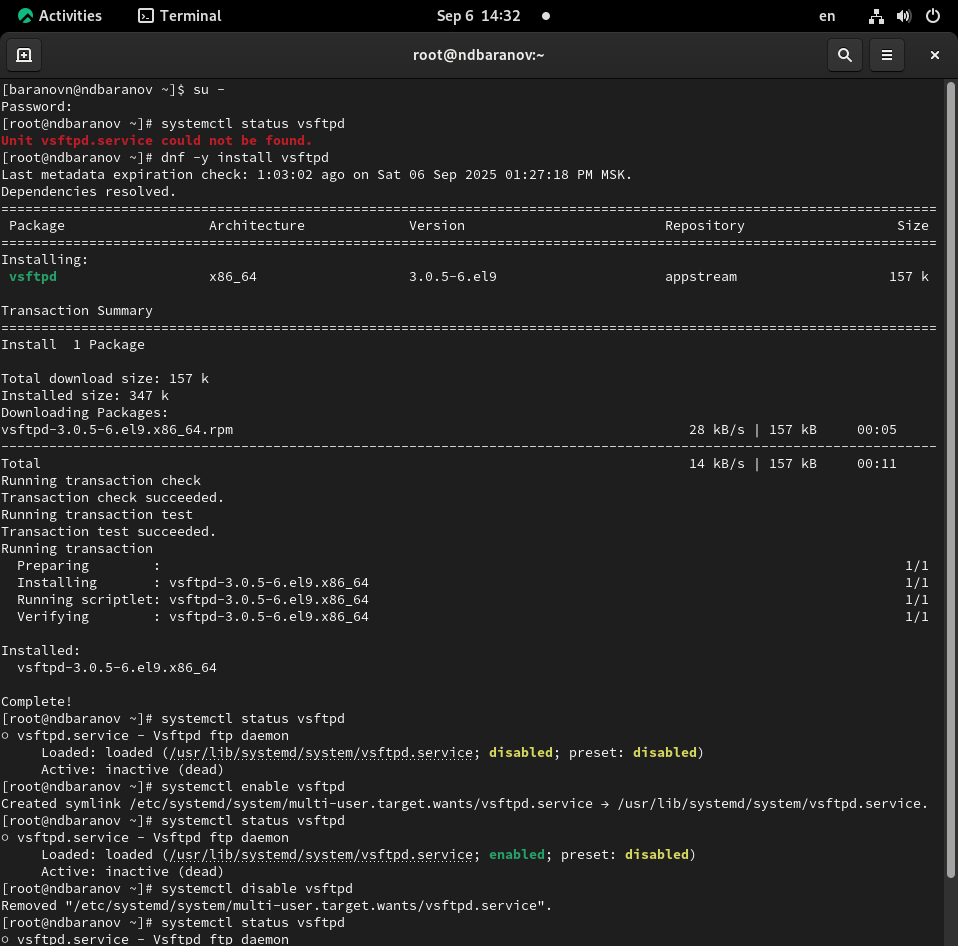 Activities Terminal Sep 6 14:32 en
root@ndbaranov:~
[baranovn@ndbaranov ~]$ su -
Password:
[root@ndbaranov ~]# systemctl status vsftpd
Unit vsftpd.service could not be found.
[root@ndbaranov ~]# dnf -y install vsftpd
Last metadata expiration check: 1:03:02 ago on Sat 06 Sep 2025 01:27:18 PM MSK.
Dependencies resolved.
=====================================================================================================================
Package Architecture Version Repository Size
=====================================================================================================================
Installing:
vsftpd x86_64 3.0.5-6.el9 appstream 157 k
Transaction Summary
=====================================================================================================================
Install  1 Package
Total download size: 157 k
Installed size: 347 k
Downloading Packages:
vsftpd-3.0.5-6.el9.x86_64.rpm 28 kB/s | 157 kB 00:05
---------------------------------------------------------------------------------------------------------------------
Total 14 kB/s | 157 kB 00:11
Running transaction check
Transaction check succeeded.
Running transaction test
Transaction test succeeded.
Running transaction
Preparing : 1/1
Installing : vsftpd-3.0.5-6.el9.x86_64 1/1
Running scriptlet: vsftpd-3.0.5-6.el9.x86_64 1/1
Verifying : vsftpd-3.0.5-6.el9.x86_64 1/1
Installed:
vsftpd-3.0.5-6.el9.x86_64
Complete!
[root@ndbaranov ~]# systemctl status vsftpd
○ vsftpd.service - Vsftpd ftp daemon
Loaded: loaded (/usr/lib/systemd/system/vsftpd.service; disabled; preset: disabled)
Active: inactive (dead)
[root@ndbaranov ~]# systemctl enable vsftpd
Created symlink /etc/systemd/system/multi-user.target.wants/vsftpd.service → /usr/lib/systemd/system/vsftpd.service.
[root@ndbaranov ~]# systemctl status vsftpd
○ vsftpd.service - Vsftpd ftp daemon
Loaded: loaded (/usr/lib/systemd/system/vsftpd.service; enabled; preset: disabled)
Active: inactive (dead)
[root@ndbaranov ~]# systemctl disable vsftpd
Removed "/etc/systemd/system/multi-user.target.wants/vsftpd.service".
[root@ndbaranov ~]# systemctl status vsftpd
○ vsftpd.service - Vsftpd ftp daemon